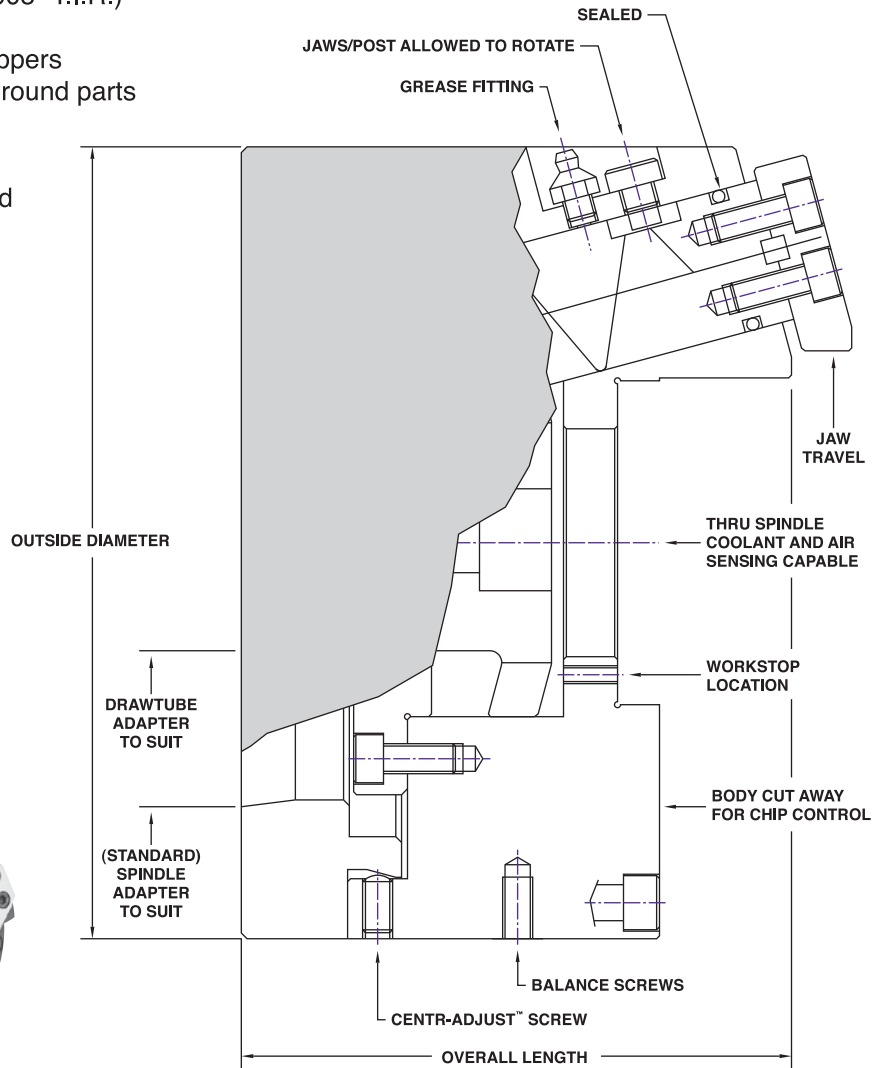 T.I.R.)
round parts
SEALED
JAWS/POST ALLOWED TO ROTATE
GREASE FITTING
JAW
TRAVEL
OUTSIDE DIAMETER
THRU SPINDLE
COOLANT AND AIR
SENSING CAPABLE
WORKSTOP
LOCATION
DRAWTUBE
ADAPTER
TO SUIT
BODY CUT AWAY
FOR CHIP CONTROL
(STANDARD)
SPINDLE
ADAPTER
TO SUIT
BALANCE SCREWS
CENTR-ADJUST™ SCREW
OVERALL LENGTH